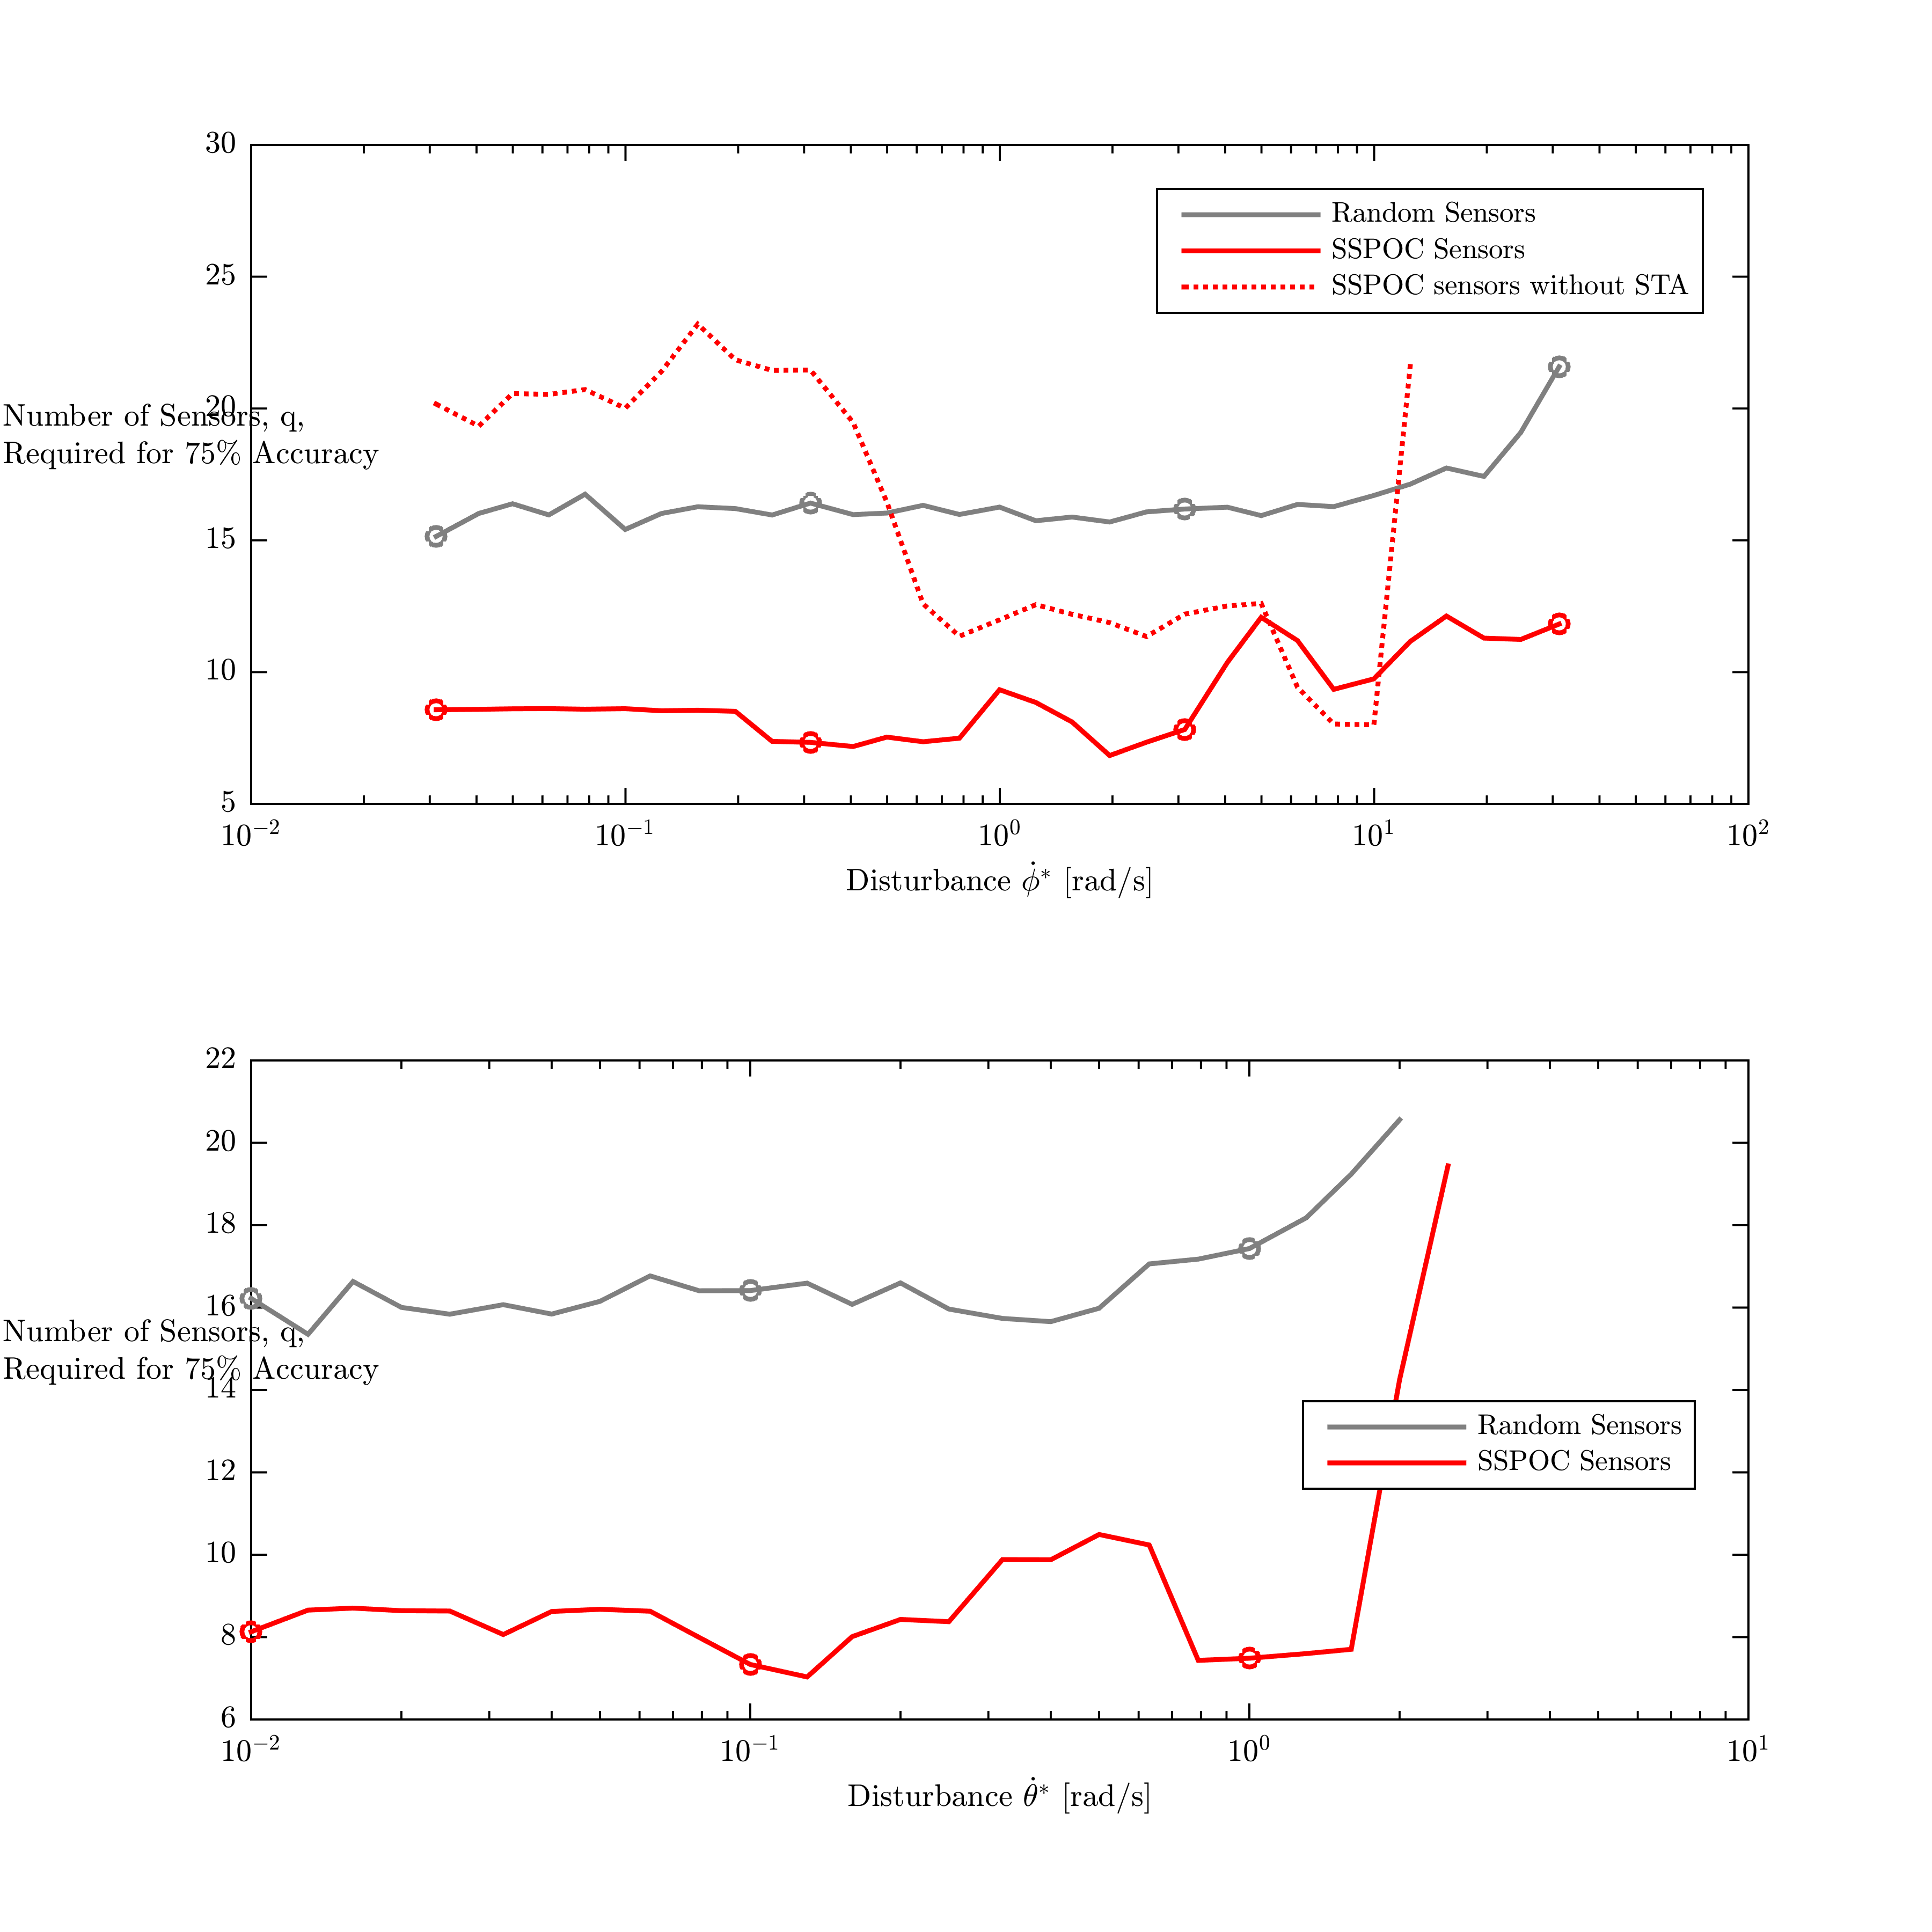 30
25
20
15
10
5
Number of Sensors, q,
Required for 75% Accuracy
Random Sensors
SSPOC Sensors
SSPOC sensors without STA
10⁻² 10⁻¹ 10⁰ 10¹ 10²
Disturbance φ̇* [rad/s]
22
20
18
16
14
12
10
8
6
Number of Sensors, q,
Required for 75% Accuracy
Random Sensors
SSPOC Sensors
10⁻² 10⁻¹ 10⁰ 10¹
Disturbance θ̇* [rad/s]